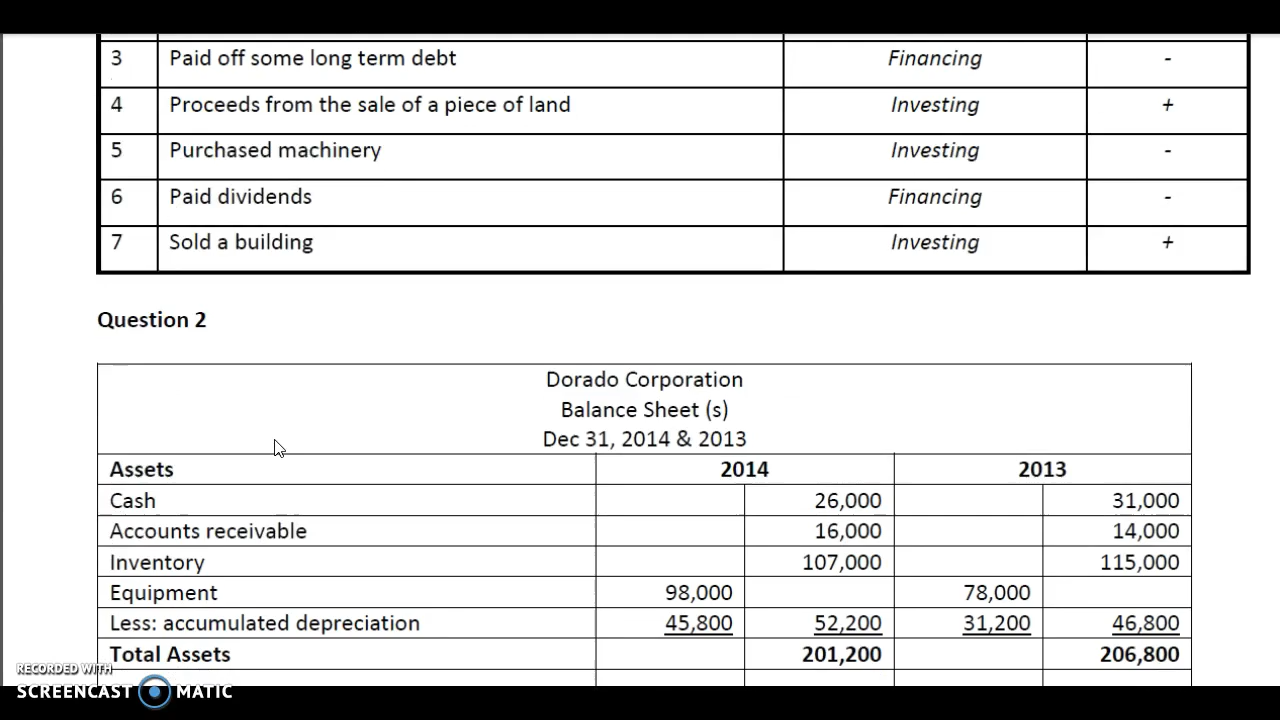 3 Paid off some long term debt Financing -
4 Proceeds from the sale of a piece of land Investing +
5 Purchased machinery Investing -
6 Paid dividends Financing -
7 Sold a building Investing +
Question 2
Dorado Corporation
Balance Sheet (s)
Dec 31, 2014 & 2013
Assets 2014 2013
Cash 26,000 31,000
Accounts receivable 16,000 14,000
Inventory 107,000 115,000
Equipment 98,000 78,000
Less: accumulated depreciation 45,800 52,200 31,200 46,800
Total Assets 201,200 206,800
RECORDED WITH
SCREENCAST MATIC